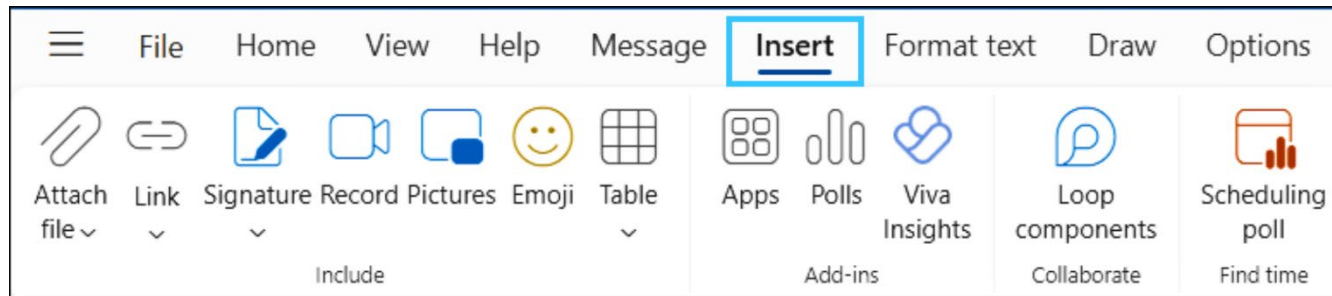 File Home View Help Message Insert Format text Draw Options
Attach Link Signature Record Pictures Emoji Table Apps Polls Viva Loop Scheduling
file Insights components poll
Include Add-ins Collaborate Find time